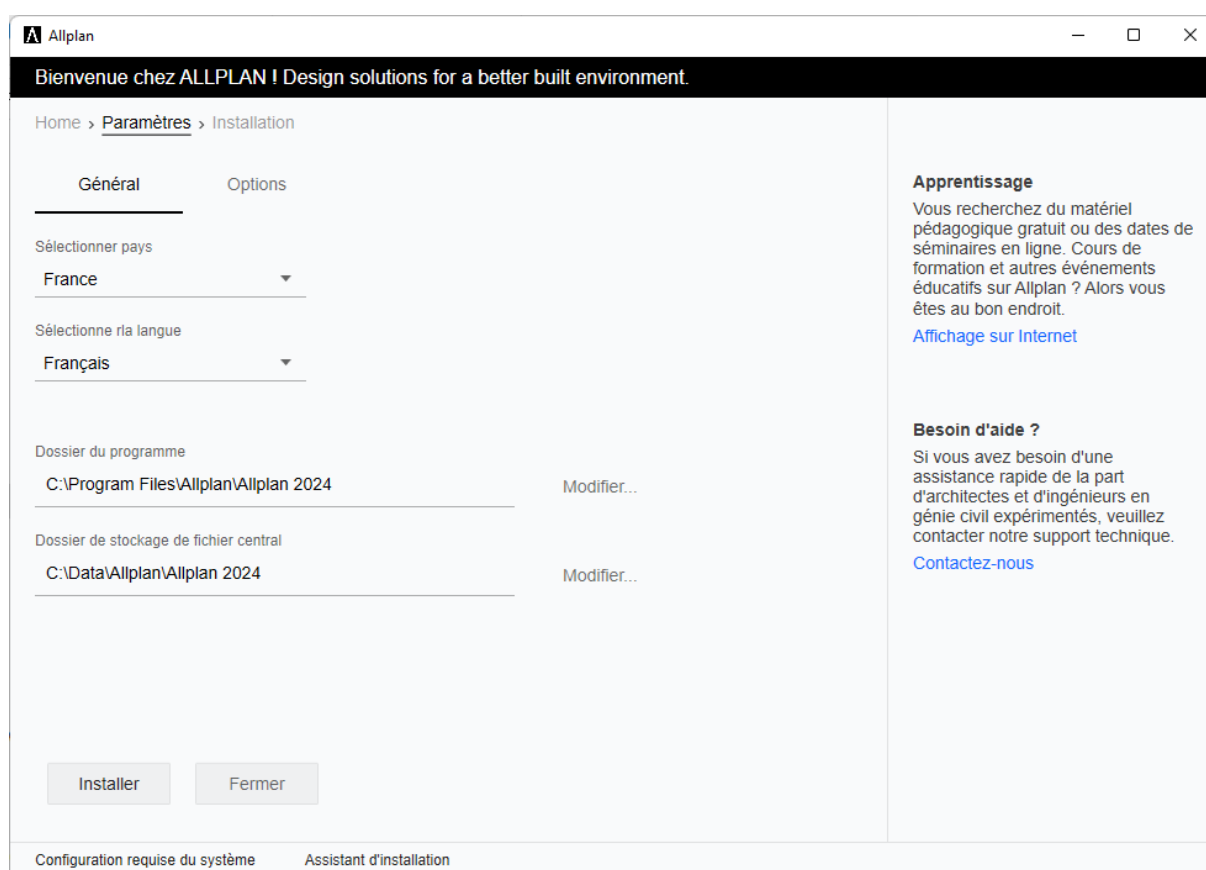 Allplan
Bienvenue chez ALLPLAN ! Design solutions for a better built environment.
Home › Paramètres › Installation
Général
Options
Sélectionner pays
France
Sélectionne rla langue
Français
Dossier du programme
C:\Program Files\Allplan\Allplan 2024
Modifier...
Dossier de stockage de fichier central
C:\Data\Allplan\Allplan 2024
Modifier...
Installer
Fermer
Apprentissage
Vous recherchez du matériel
pédagogique gratuit ou des dates de
séminaires en ligne. Cours de
formation et autres événements
éducatifs sur Allplan ? Alors vous
êtes au bon endroit.
Affichage sur Internet
Besoin d'aide ?
Si vous avez besoin d'une
assistance rapide de la part
d'architectes et d'ingénieurs en
génie civil expérimentés, veuillez
contacter notre support technique.
Contactez-nous
Configuration requise du système
Assistant d'installation